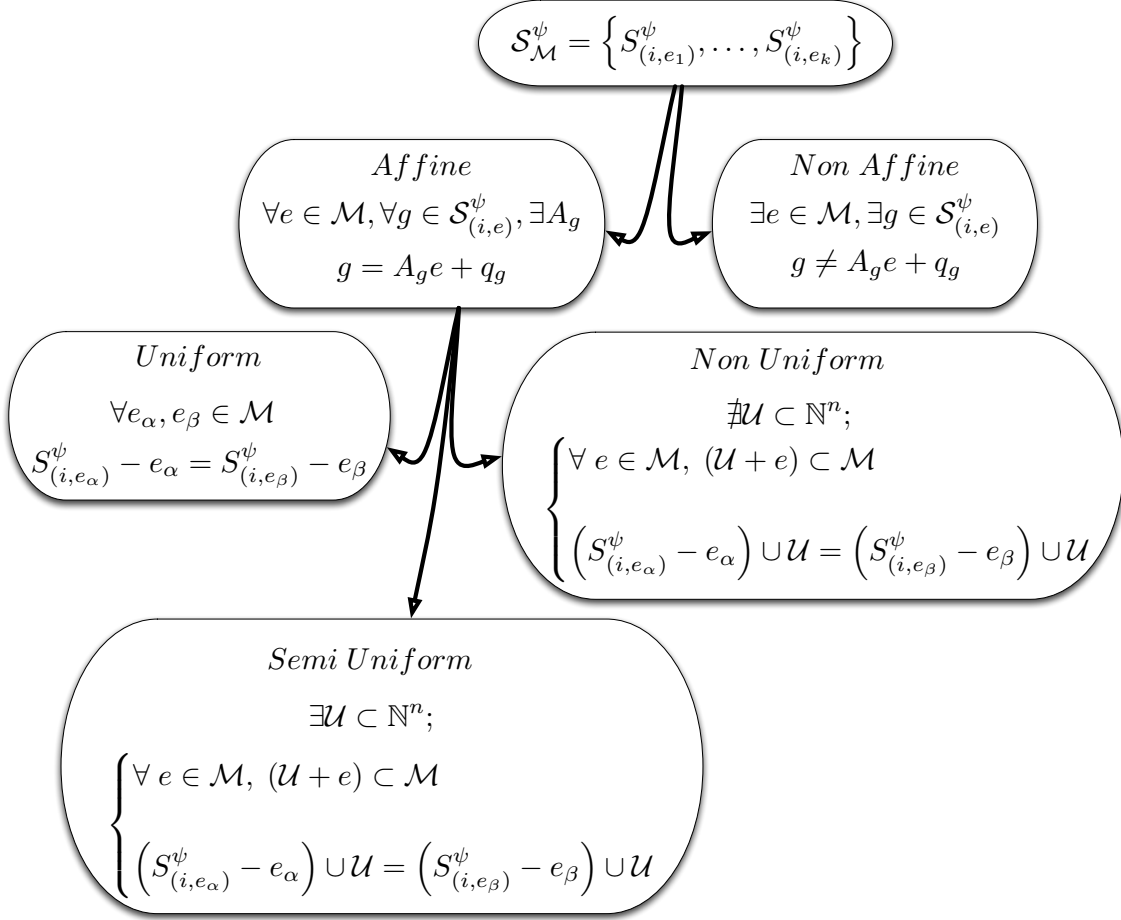 $\mathcal{S}^{\psi}_{\mathcal{M}} = \left\{ S^{\psi}_{(i,e_1)}, \ldots, S^{\psi}_{(i,e_k)} \right\}$
Affine
$\forall e \in \mathcal{M}, \forall g \in \mathcal{S}^{\psi}_{(i,e)}, \exists A_g$
$g = A_g e + q_g$
Non Affine
$\exists e \in \mathcal{M}, \exists g \in \mathcal{S}^{\psi}_{(i,e)}$
$g \neq A_g e + q_g$
Uniform
$\forall e_\alpha, e_\beta \in \mathcal{M}$
$S^{\psi}_{(i,e_\alpha)} - e_\alpha = S^{\psi}_{(i,e_\beta)} - e_\beta$
Non Uniform
$\nexists \mathcal{U} \subset \mathbb{N}^n;$
$\forall\ e \in \mathcal{M},\ (\mathcal{U} + e) \subset \mathcal{M}$
$\left( S^{\psi}_{(i,e_\alpha)} - e_\alpha \right) \cup \mathcal{U} = \left( S^{\psi}_{(i,e_\beta)} - e_\beta \right) \cup \mathcal{U}$
Semi Uniform
$\exists \mathcal{U} \subset \mathbb{N}^n;$
$\forall\ e \in \mathcal{M},\ (\mathcal{U} + e) \subset \mathcal{M}$
$\left( S^{\psi}_{(i,e_\alpha)} - e_\alpha \right) \cup \mathcal{U} = \left( S^{\psi}_{(i,e_\beta)} - e_\beta \right) \cup \mathcal{U}$